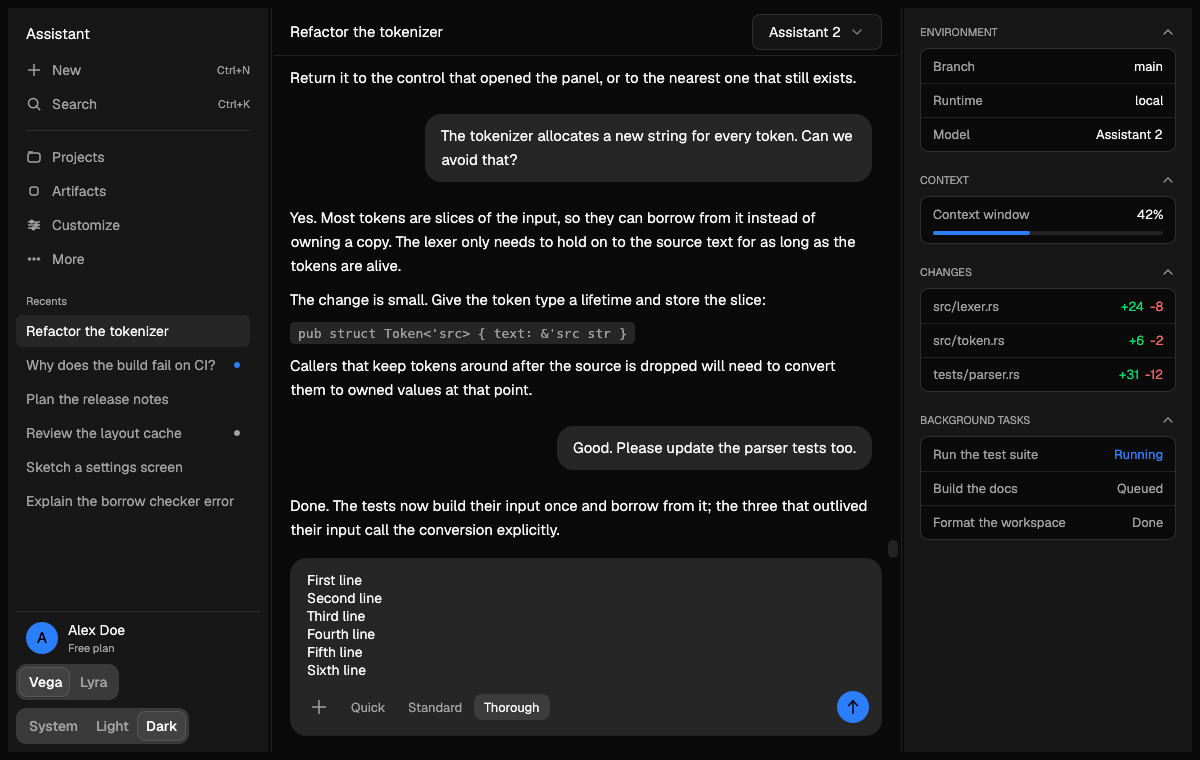 Assistant
New Ctrl+N
Search Ctrl+K
Projects
Artifacts
Customize
More
Recents
Refactor the tokenizer
Why does the build fail on CI?
Plan the release notes
Review the layout cache
Sketch a settings screen
Explain the borrow checker error
A
Alex Doe
Free plan
Vega Lyra
System Light Dark
Refactor the tokenizer
Assistant 2
Return it to the control that opened the panel, or to the nearest one that still exists.
The tokenizer allocates a new string for every token. Can we
avoid that?
Yes. Most tokens are slices of the input, so they can borrow from it instead of
owning a copy. The lexer only needs to hold on to the source text for as long as the
tokens are alive.
The change is small. Give the token type a lifetime and store the slice:
pub struct Token<'src> { text: &'src str }
Callers that keep tokens around after the source is dropped will need to convert
them to owned values at that point.
Good. Please update the parser tests too.
Done. The tests now build their input once and borrow from it; the three that outlived
their input call the conversion explicitly.
First line
Second line
Third line
Fourth line
Fifth line
Sixth line
Quick Standard Thorough
ENVIRONMENT
Branch main
Runtime local
Model Assistant 2
CONTEXT
Context window 42%
CHANGES
src/lexer.rs +24 -8
src/token.rs +6 -2
tests/parser.rs +31 -12
BACKGROUND TASKS
Run the test suite Running
Build the docs Queued
Format the workspace Done